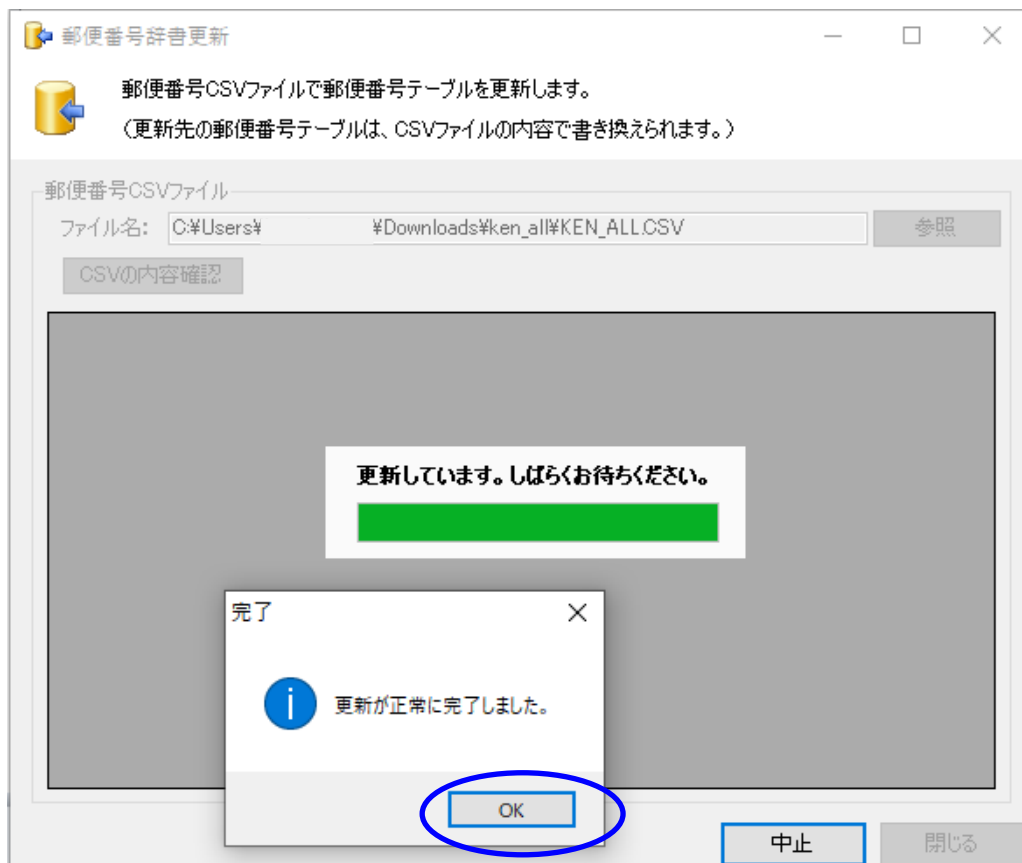 郵便番号辞書更新
郵便番号CSVファイルで郵便番号テーブルを更新します。
(更新先の郵便番号テーブルは、CSVファイルの内容で書き換えられます。)
郵便番号CSVファイル
ファイル名: C:¥Users¥ ¥Downloads¥ken_all¥KEN_ALL.CSV 参照
CSVの内容確認
更新しています。しばらくお待ちください。
完了
更新が正常に完了しました。
OK
中止 閉じる